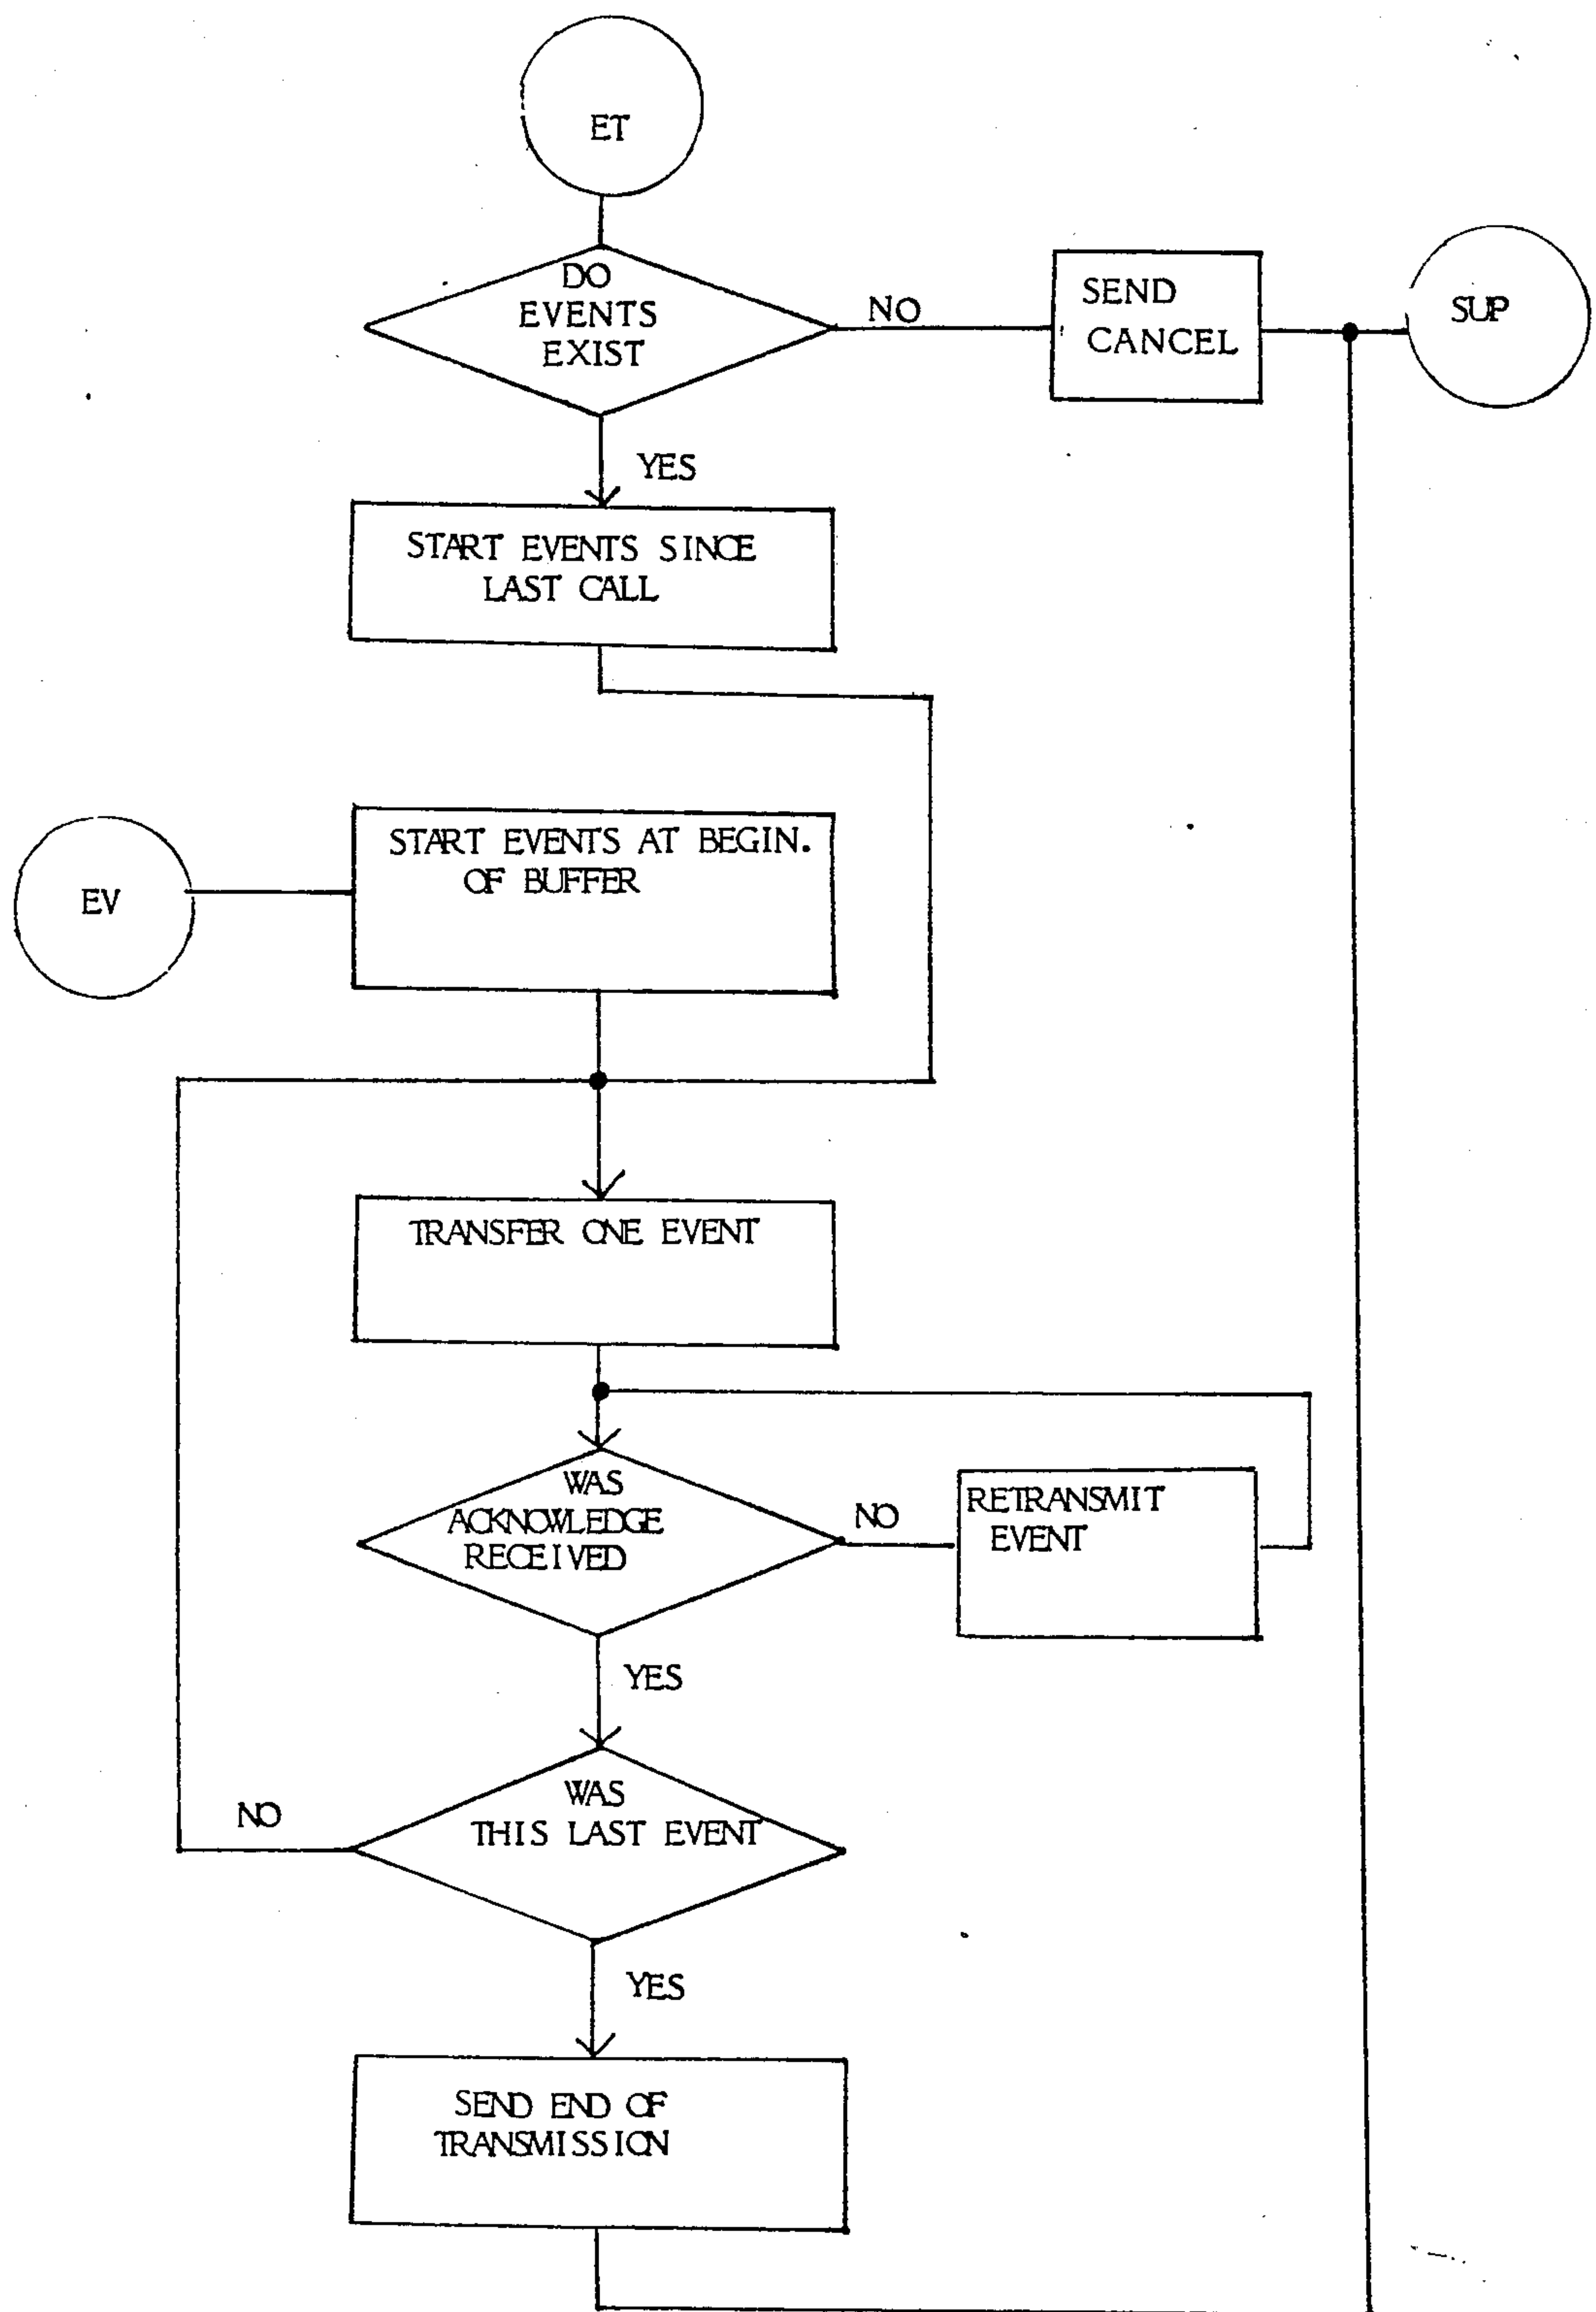 ET
DO
EVENTS
EXIST
NO
SEND
CANCEL
SUP
YES
START EVENTS SINCE
LAST CALL
START EVENTS AT BEGIN.
OF BUFFER
EV
TRANSFER ONE EVENT
WAS
ACKNOWLEDGE
RECEIVED
NO
RETRANSMIT
EVENT
YES
WAS
THIS LAST EVENT
NO
YES
SEND END OF
TRANSMISSION